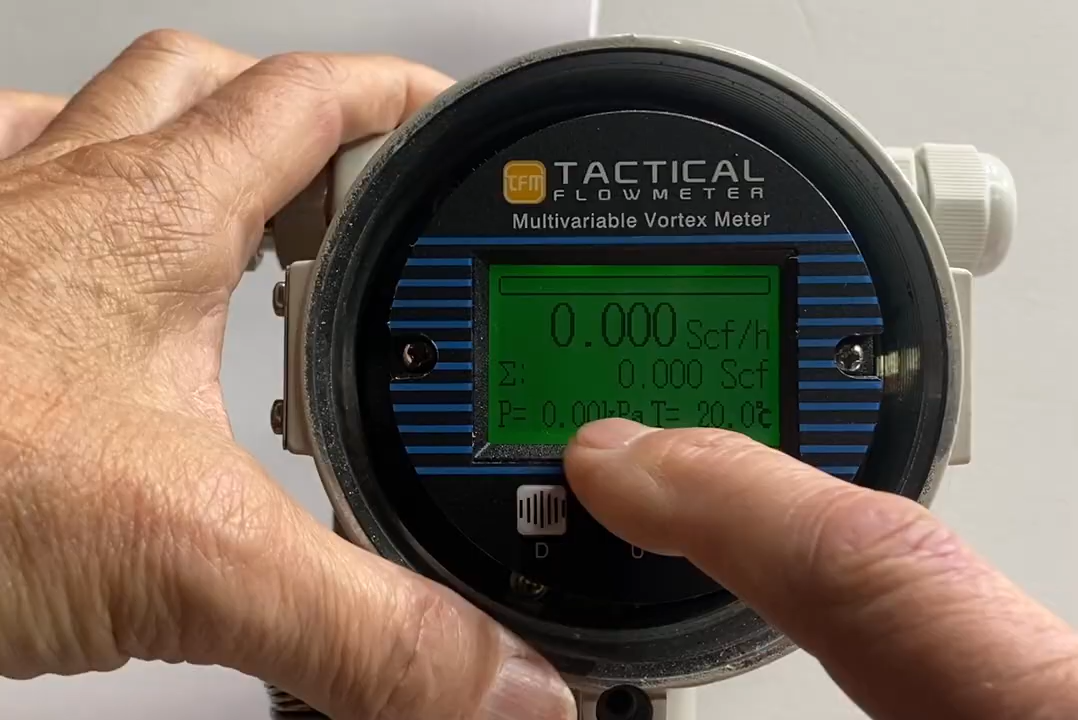 TFM TACTICAL
FLOWMETER
Multivariable Vortex Meter
0.000 Scf/h
Σ: 0.000 Scf
P= 0.00kPa T= 20.0℃
D U